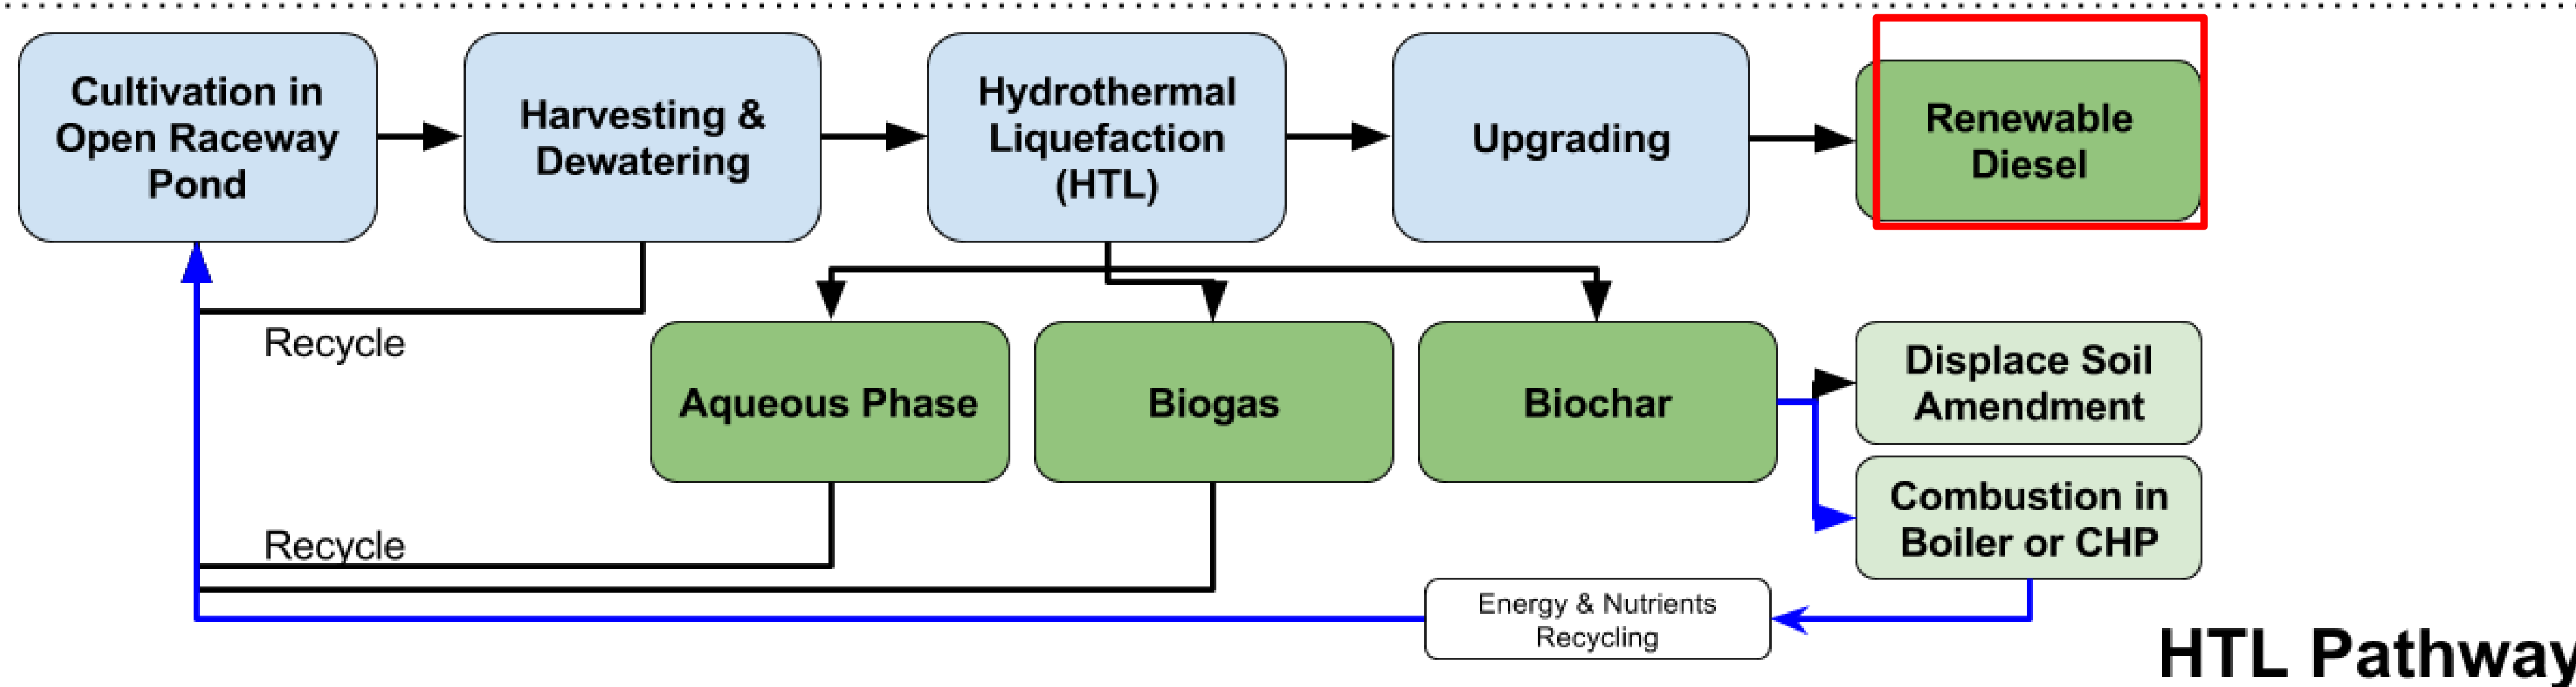 Cultivation in
Open Raceway
Pond
Harvesting &
Dewatering
Hydrothermal
Liquefaction
(HTL)
Upgrading
Renewable
Diesel
Recycle
Aqueous Phase
Biogas
Biochar
Displace Soil
Amendment
Combustion in
Boiler or CHP
Recycle
Energy & Nutrients
Recycling
HTL Pathway